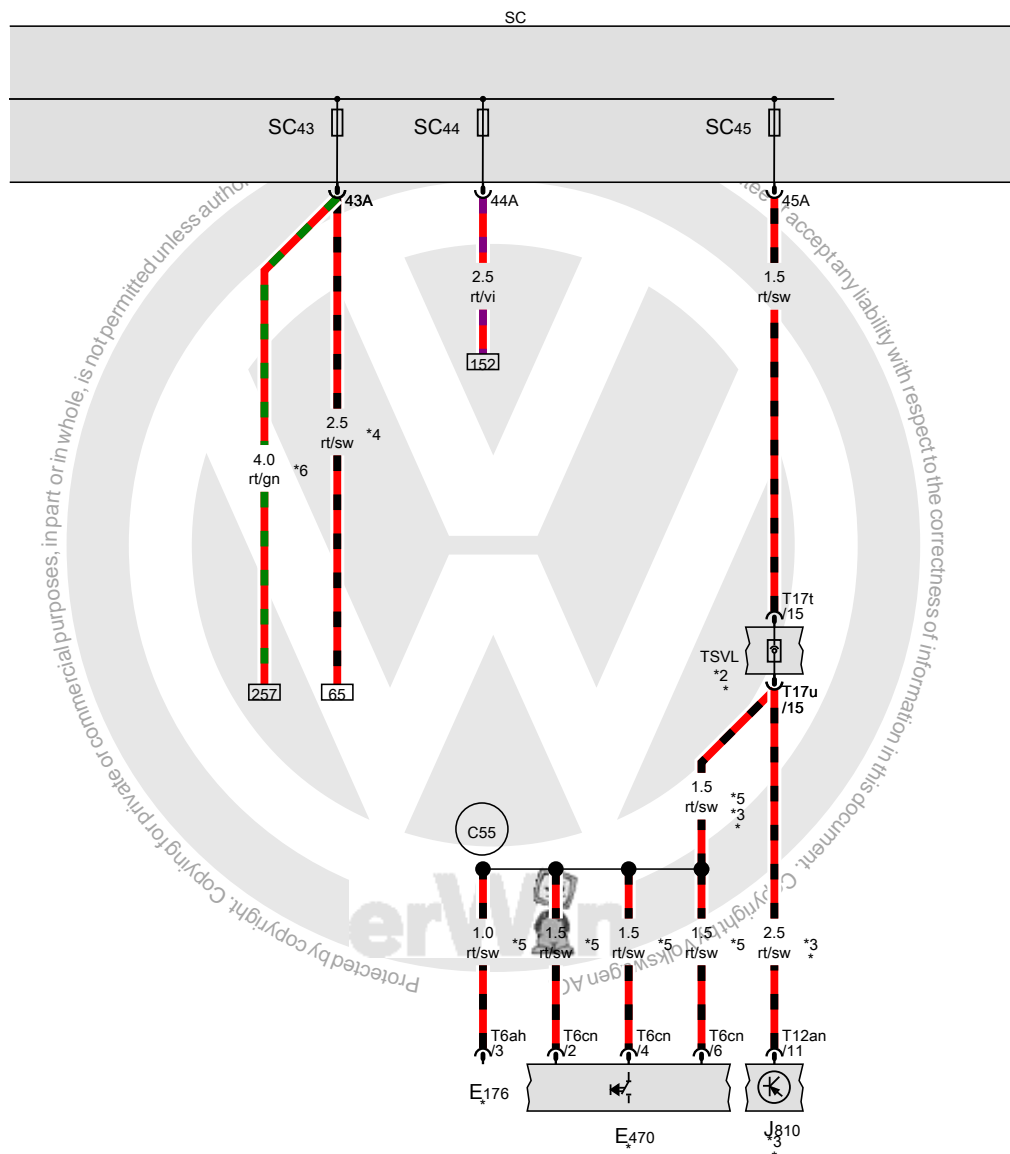 SC
SC43
SC44
SC45
43A
44A
45A
2.5
rt/vi
1.5
rt/sw
152
2.5
rt/sw
*4
4.0
rt/gn
*6
257
65
T17t
/15
TSVL
*2
*
T17u
/15
1.5
rt/sw
*5
*3
*
C55
1.0
rt/sw
*5
1.5
rt/sw
*5
1.5
rt/sw
*5
1.5
rt/sw
*5
2.5
rt/sw
*3
*
T6ah
/3
T6cn
/2
T6cn
/4
T6cn
/6
T12an
/11
E176
*
E470
*
J810
*3
*
erWin
Protected by copyright. Copying for private or commercial purposes, in part or in whole, is not permitted unless author
accept any liability with respect to the correctness of information in this document. Copyright by Volkswagen AG.